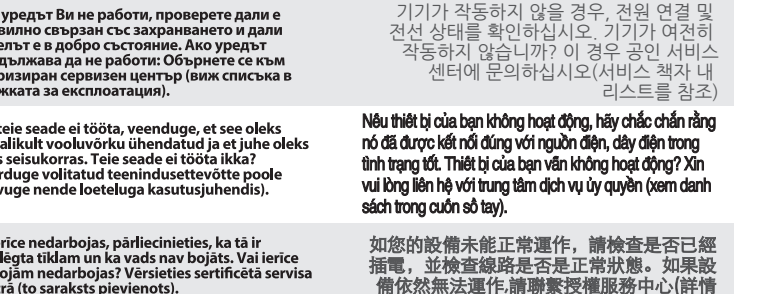 уредът Ви не работи, проверете дали е
свързан със захранването и дали
е в добро състояние. Ако уредът
да не работи: Обърнете се към
сервизен център (виж списъка в
за експлоатация).
기기가 작동하지 않을 경우, 전원 연결 및
전선 상태를 확인하십시오. 기기가 여전히
작동하지 않습니까? 이 경우 공인 서비스
센터에 문의하십시오(서비스 책자 내
리스트를 참조)
teie seade ei tööta, veenduge, et see oleks
vooluvõrku ühendatud ja et juhe oleks
seisukorras. Teie seade ei tööta ikka?
volitatud teenindusettevõtte poole
nende loeteluga kasutusjuhendis).
Nếu thiết bị của bạn không hoạt động, hãy chắc chắn rằng
nó đã được kết nối đúng với nguồn điện, dây điện trong
tình trạng tốt. Thiết bị của bạn vẫn không hoạt động? Xin
vui lòng liên hệ với trung tâm dịch vụ ủy quyền (xem danh
sách trong cuốn sổ tay).
nedarbojas, pārliecinieties, ka tā ir
tīklam un ka vads nav bojāts. Vai ierīce
nedarbojas? Vērsieties sertificētā servisa
(to saraksts pievienots).
如您的設備未能正常運作，請檢查是否已經
插電，並檢查線路是否是正常狀態。如果設
備依然無法運作,請聯繫授權服務中心(詳情